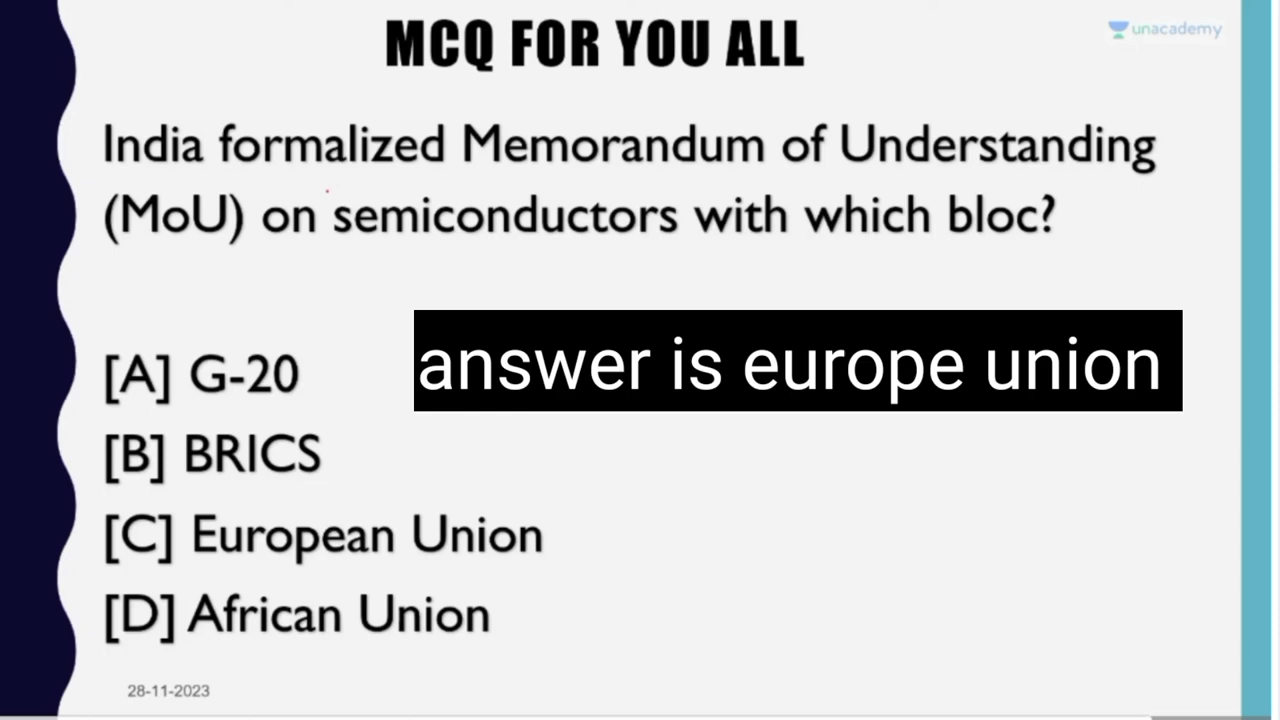 MCQ FOR YOU ALL
unacademy
India formalized Memorandum of Understanding
(MoU) on semiconductors with which bloc?
answer is europe union
[A] G-20
[B] BRICS
[C] European Union
[D] African Union
28-11-2023